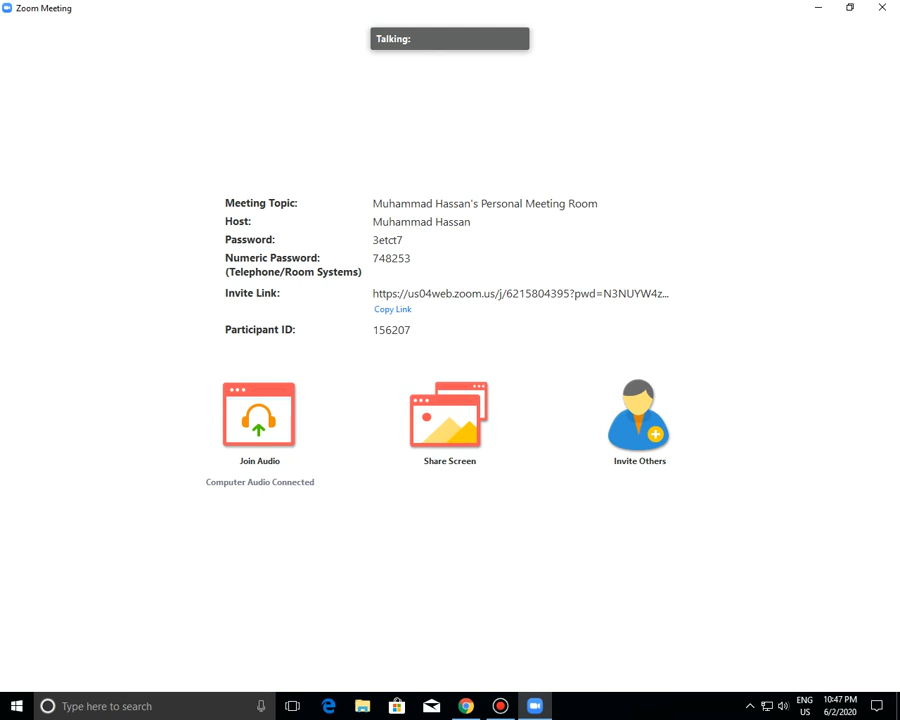 Zoom Meeting
Talking:
Meeting Topic: Muhammad Hassan's Personal Meeting Room
Host: Muhammad Hassan
Password: 3etct7
Numeric Password: 748253
(Telephone/Room Systems)
Invite Link: https://us04web.zoom.us/j/6215804395?pwd=N3NUYW4z...
Copy Link
Participant ID: 156207
Join Audio
Share Screen
Invite Others
Computer Audio Connected
Type here to search
ENG
US
10:47 PM
6/2/2020